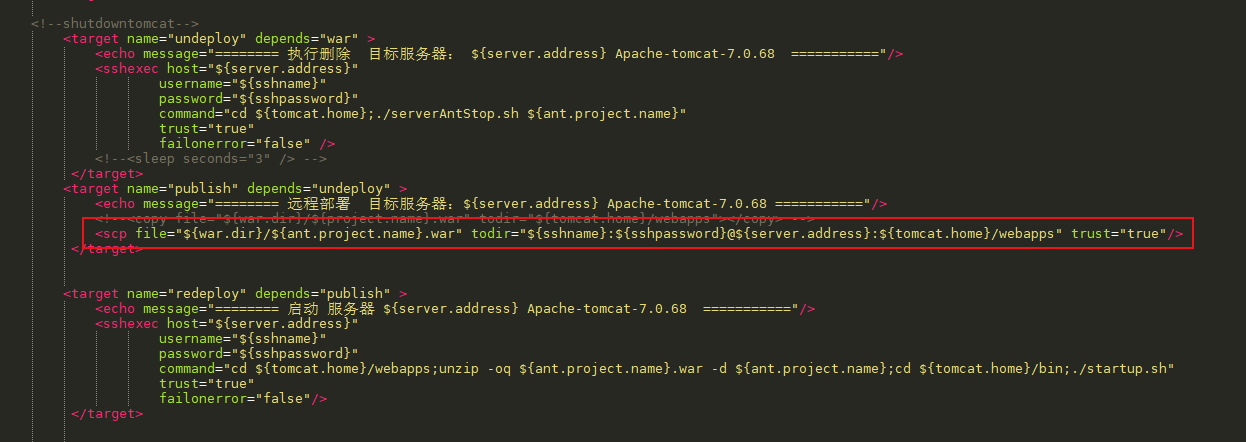 <!--shutdowntomcat-->
<target name="undeploy" depends="war" >
<echo message="======== 执行删除  目标服务器： ${server.address} Apache-tomcat-7.0.68  ==========="/>
<sshexec host="${server.address}"
username="${sshname}"
password="${sshpassword}"
command="cd ${tomcat.home};./serverAntStop.sh ${ant.project.name}"
trust="true"
failonerror="false" />
<!--<sleep seconds="3" /> -->
</target>
<target name="publish" depends="undeploy" >
<echo message="======== 远程部署  目标服务器：${server.address} Apache-tomcat-7.0.68 ==========="/>
<!--<copy file="${war.dir}/${project.name}.war" todir="${tomcat.home}/webapps"></copy> -->
<scp file="${war.dir}/${ant.project.name}.war" todir="${sshname}:${sshpassword}@${server.address}:${tomcat.home}/webapps" trust="true"/>
</target>
<target name="redeploy" depends="publish" >
<echo message="======== 启动 服务器 ${server.address} Apache-tomcat-7.0.68  ==========="/>
<sshexec host="${server.address}"
username="${sshname}"
password="${sshpassword}"
command="cd ${tomcat.home}/webapps;unzip -oq ${ant.project.name}.war -d ${ant.project.name};cd ${tomcat.home}/bin;./startup.sh"
trust="true"
failonerror="false"/>
</target>